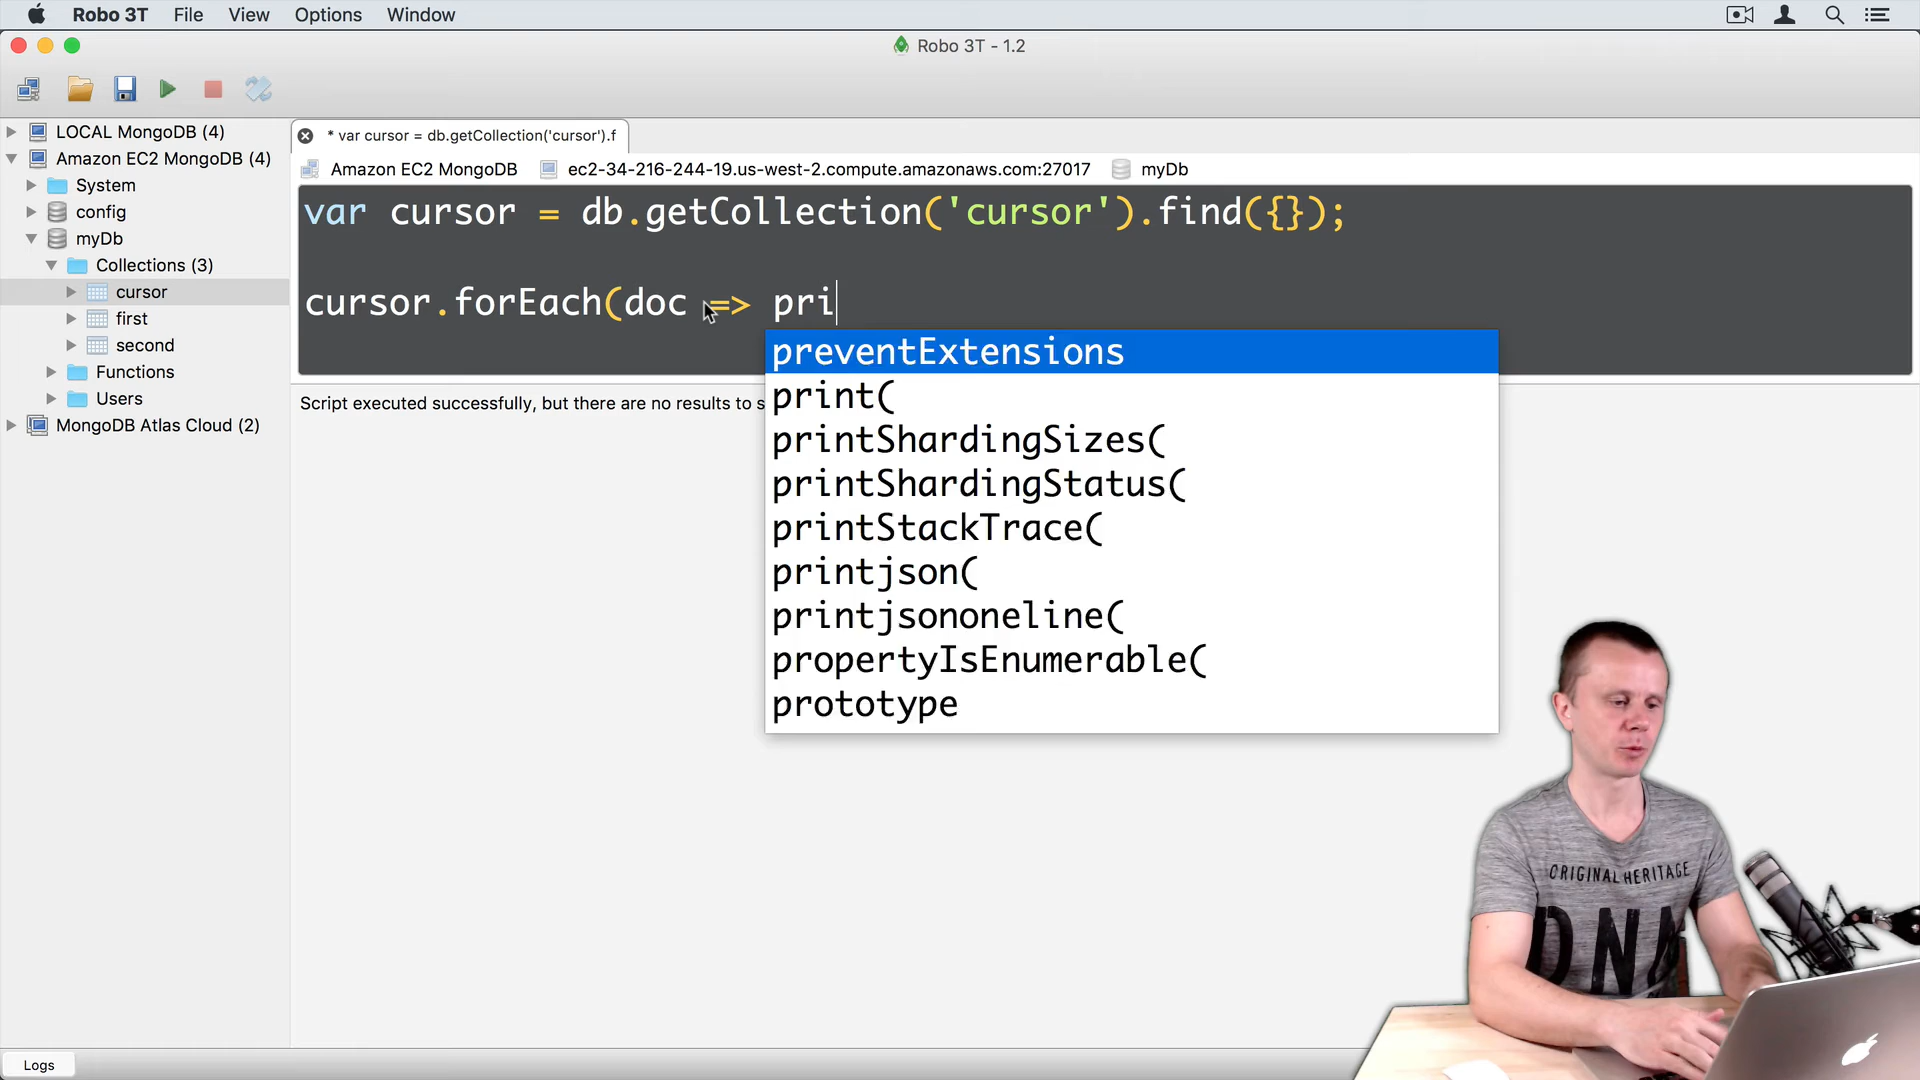 Robo 3T File View Options Window
Robo 3T - 1.2
LOCAL MongoDB (4)
Amazon EC2 MongoDB (4)
System
config
myDb
Collections (3)
cursor
first
second
Functions
Users
MongoDB Atlas Cloud (2)
* var cursor = db.getCollection('cursor').f
Amazon EC2 MongoDB ec2-34-216-244-19.us-west-2.compute.amazonaws.com:27017 myDb
var cursor = db.getCollection('cursor').find({});
cursor.forEach(doc => pri
preventExtensions
print(
printShardingSizes(
printShardingStatus(
printStackTrace(
printjson(
printjsononeline(
propertyIsEnumerable(
prototype
Script executed successfully, but there are no results to s
ORIGINAL HERITAGE
DNA
Logs